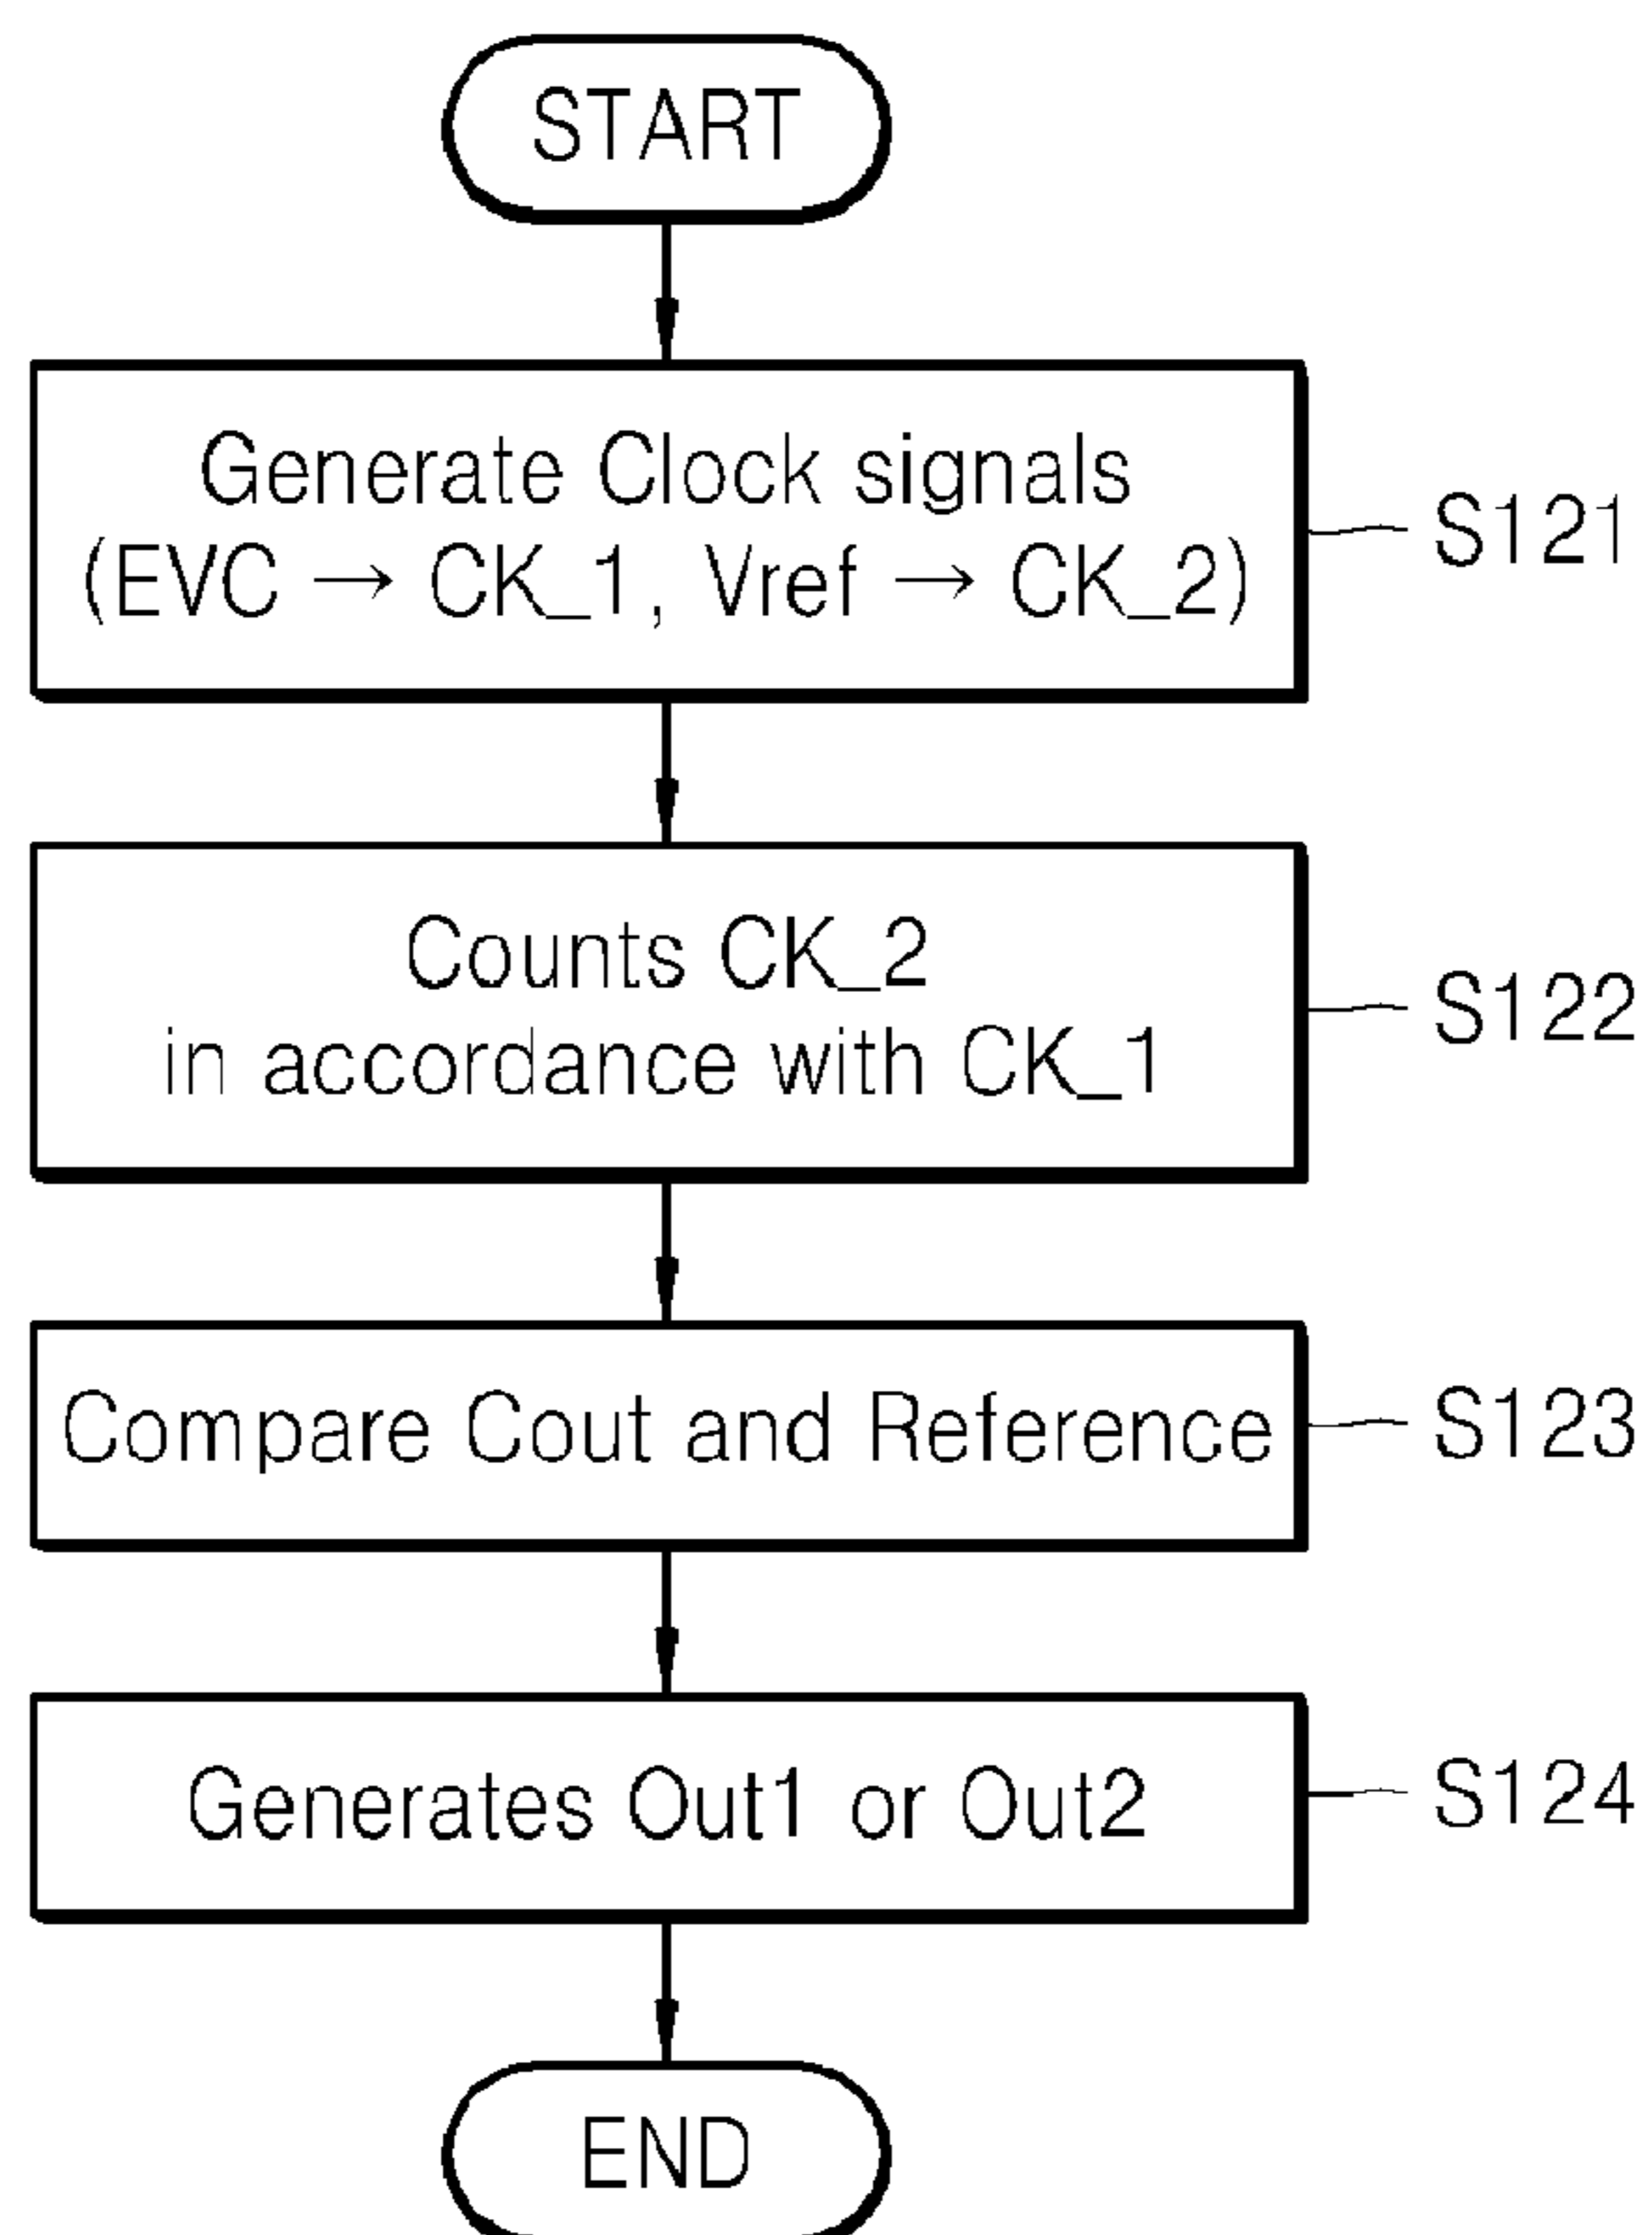 START
Generate Clock signals
(EVC → CK_1, Vref → CK_2)
S121
Counts CK_2
in accordance with CK_1
S122
Compare Cout and Reference
S123
Generates Out1 or Out2
S124
END